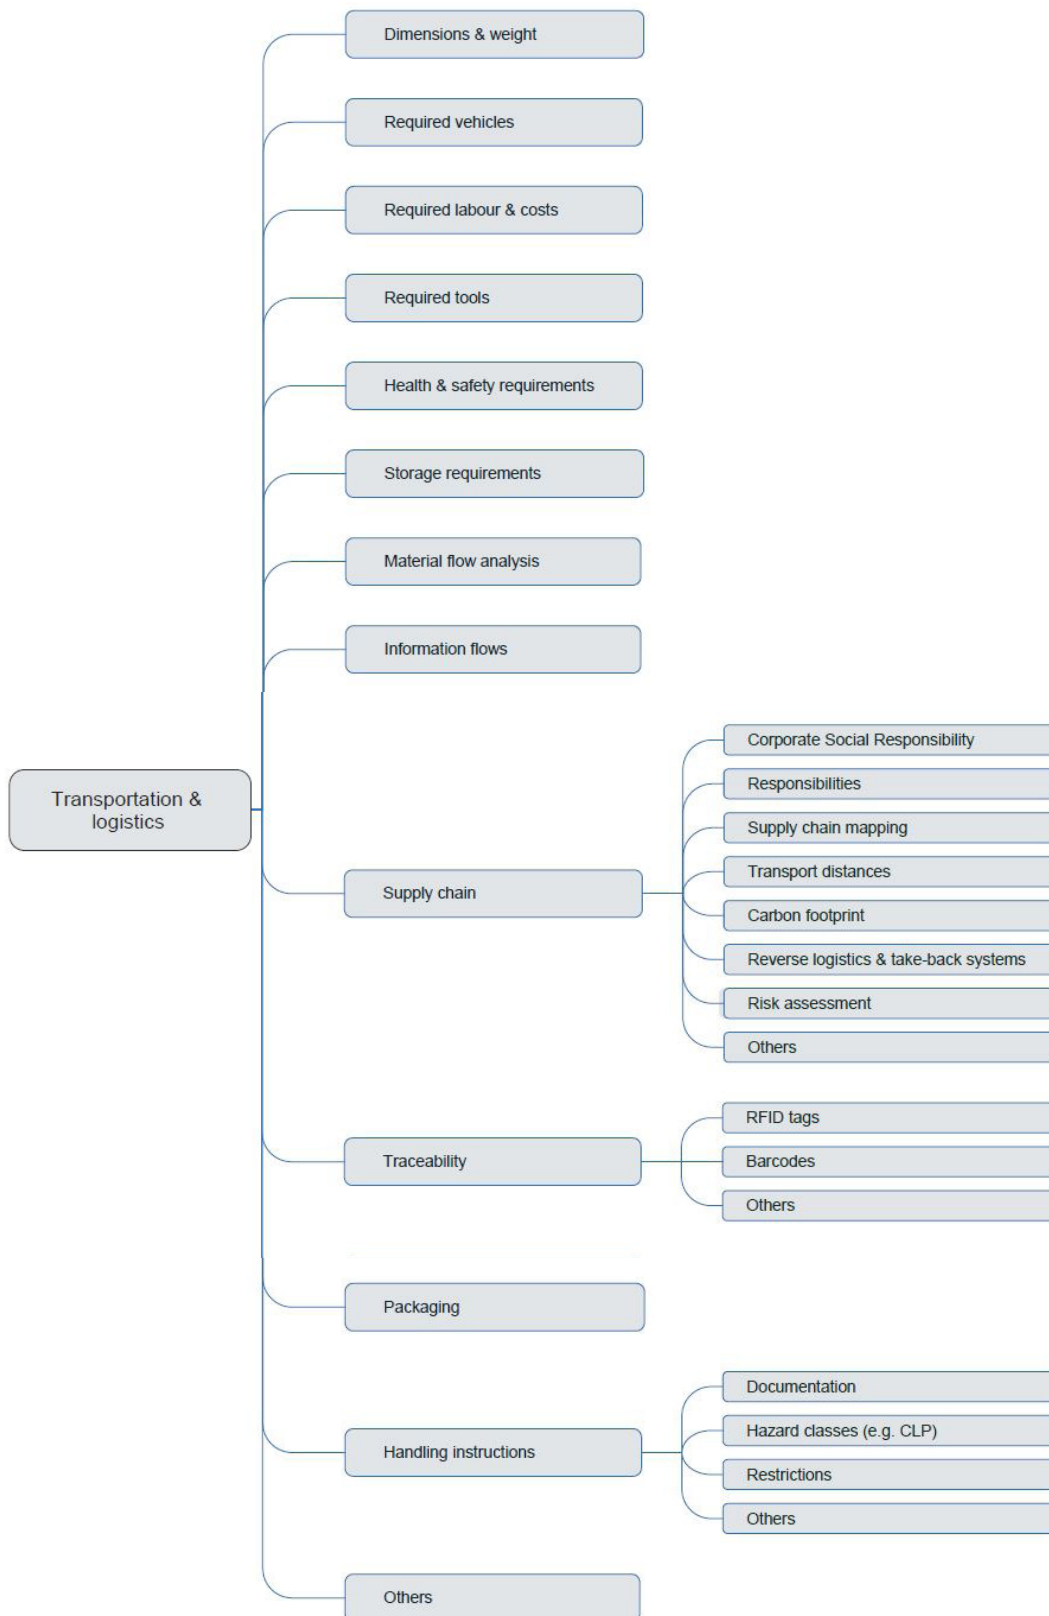 Dimensions & weight
Required vehicles
Required labour & costs
Required tools
Health & safety requirements
Storage requirements
Material flow analysis
Information flows
Transportation &
logistics
Supply chain
Corporate Social Responsibility
Responsibilities
Supply chain mapping
Transport distances
Carbon footprint
Reverse logistics & take-back systems
Risk assessment
Others
Traceability
RFID tags
Barcodes
Others
Packaging
Handling instructions
Documentation
Hazard classes (e.g. CLP)
Restrictions
Others
Others